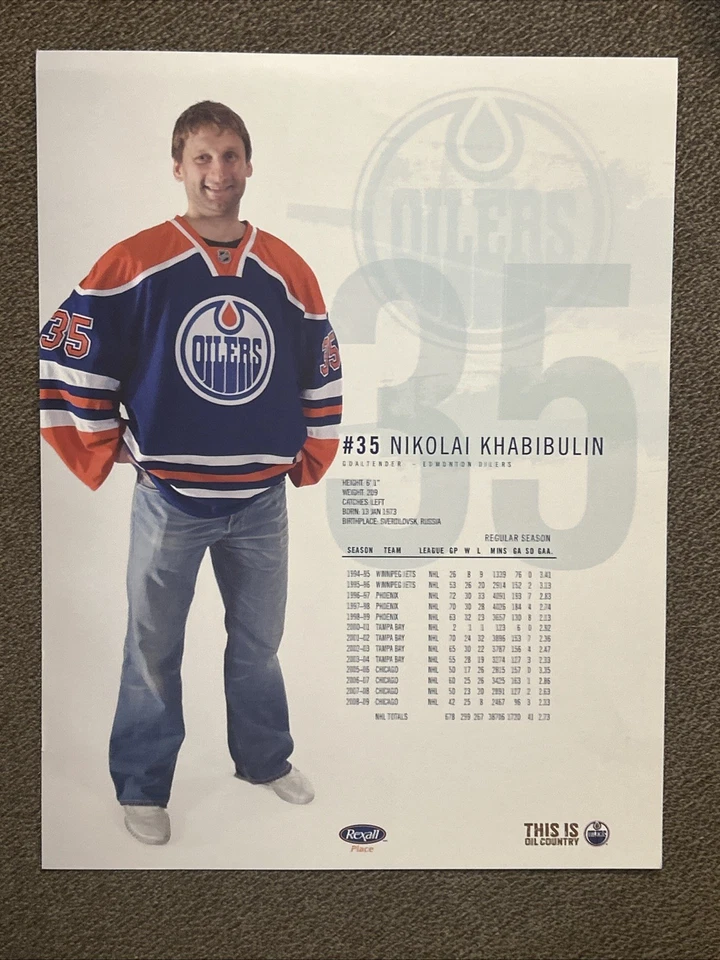 OILERS
35
35
35
OILERS
#35 NIKOLAI KHABIBULIN
GOALTENDER - EDMONTON OILERS
HEIGHT: 6' 1"
WEIGHT: 209
CATCHES: LEFT
BORN: 13 JAN 1973
BIRTHPLACE: SVERDLOVSK, RUSSIA
REGULAR SEASON
SEASON TEAM LEAGUE GP W L MINS GA SO GAA.
1994-95 WINNIPEG JETS NHL 26 8 9 1339 76 0 3.41
1995-96 WINNIPEG JETS NHL 53 26 20 2914 152 2 3.13
1996-97 PHOENIX NHL 72 30 33 4091 193 7 2.83
1997-98 PHOENIX NHL 70 30 28 4026 184 4 2.74
1998-99 PHOENIX NHL 63 32 23 3657 130 8 2.13
2000-01 TAMPA BAY NHL 2 1 1 123 6 0 2.92
2001-02 TAMPA BAY NHL 70 24 32 3896 153 7 2.36
2002-03 TAMPA BAY NHL 65 30 22 3787 156 4 2.47
2003-04 TAMPA BAY NHL 55 28 19 3274 127 3 2.33
2005-06 CHICAGO NHL 50 17 26 2815 157 0 3.35
2006-07 CHICAGO NHL 60 25 26 3425 163 1 2.86
2007-08 CHICAGO NHL 50 23 20 2891 127 2 2.63
2008-09 CHICAGO NHL 42 25 8 2467 96 3 2.33
NHL TOTALS 678 299 267 38706 1720 41 2.73
Rexall
Place
THIS IS
OIL COUNTRY
OILERS